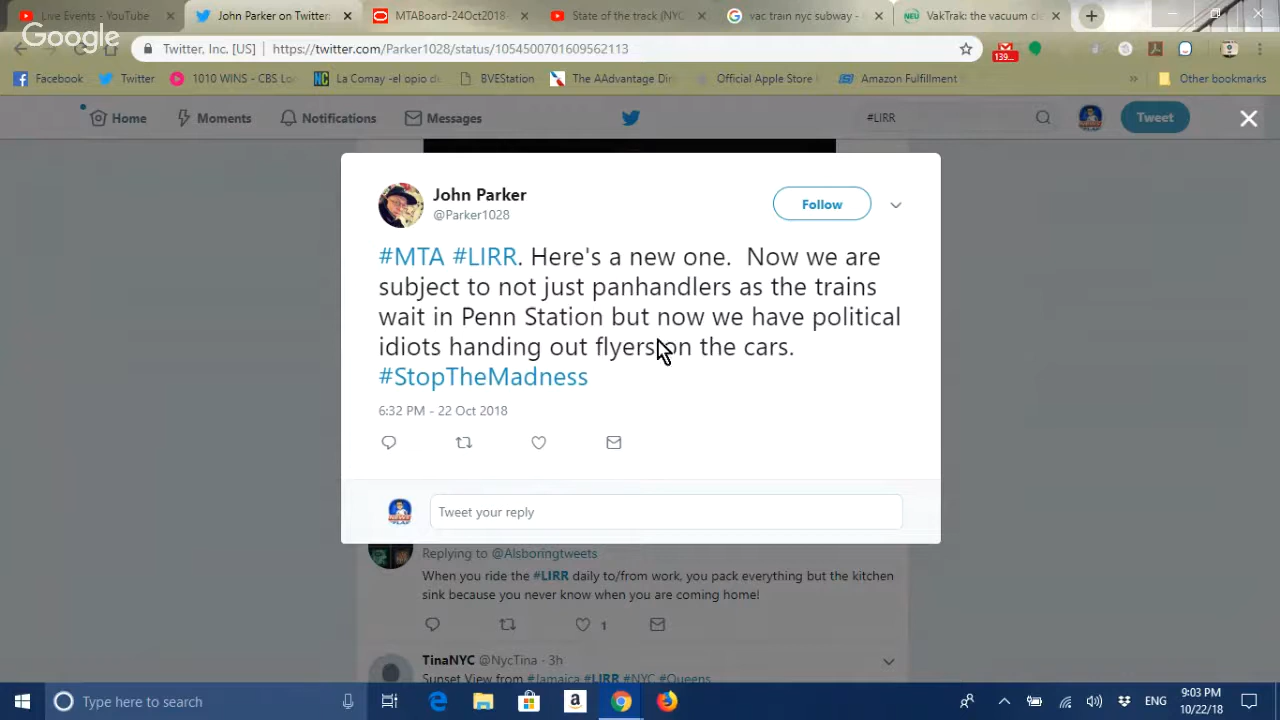 Live Events - YouTube
John Parker on Twitter:
MTABoard-24Oct2018-
State of the track (NYC
vac train nyc subway -
VakTrak: the vacuum cle
Google
Twitter, Inc. [US]
https://twitter.com/Parker1028/status/1054500701609562113
139...
Facebook
Twitter
1010 WINS - CBS Lo
La Comay -el opio d
BVEStation
The AAdvantage Di
Official Apple Store
Amazon Fulfillment
Other bookmarks
Home
Moments
Notifications
Messages
#LIRR
Tweet
John Parker
@Parker1028
Follow
#MTA #LIRR. Here's a new one. Now we are
subject to not just panhandlers as the trains
wait in Penn Station but now we have political
idiots handing out flyers on the cars.
#StopTheMadness
6:32 PM - 22 Oct 2018
Tweet your reply
Replying to @Alsboringtweets
When you ride the #LIRR daily to/from work, you pack everything but the kitchen
sink because you never know when you are coming home!
1
TinaNYC @NycTina · 3h
Sunset View from #Jamaica #LIRR #NYC #Queens
Type here to search
ENG
9:03 PM
10/22/18